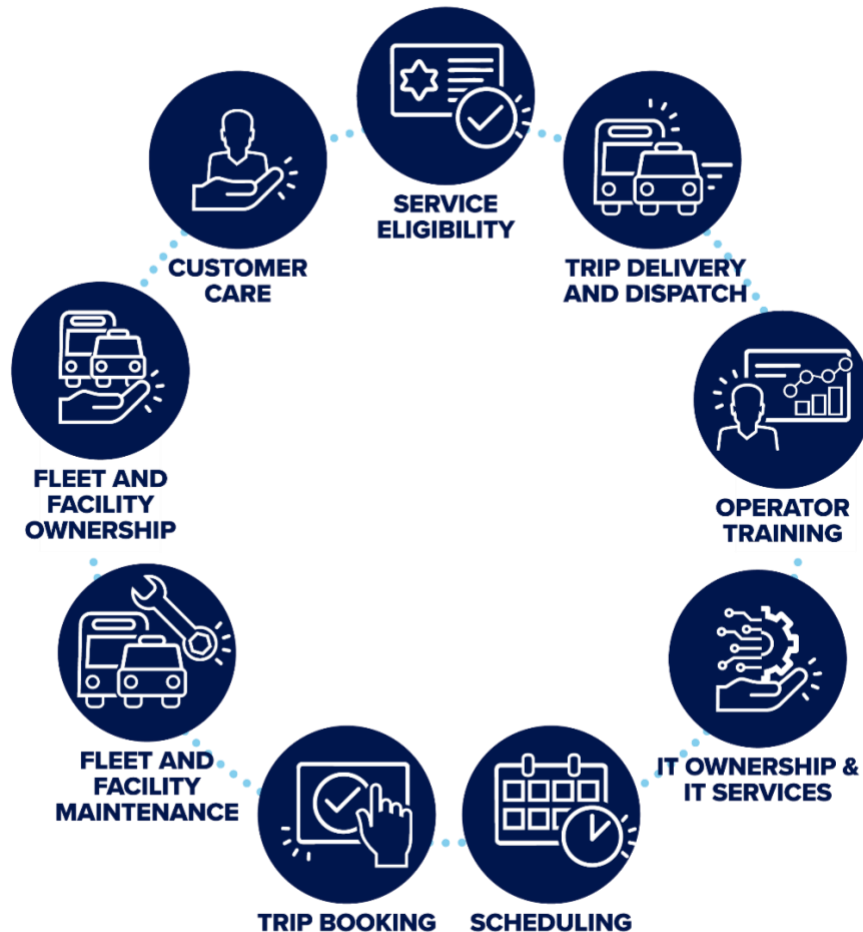 SERVICE
ELIGIBILITY
TRIP DELIVERY
AND DISPATCH
OPERATOR
TRAINING
IT OWNERSHIP &
IT SERVICES
SCHEDULING
TRIP BOOKING
FLEET AND
FACILITY
MAINTENANCE
FLEET AND
FACILITY
OWNERSHIP
CUSTOMER
CARE